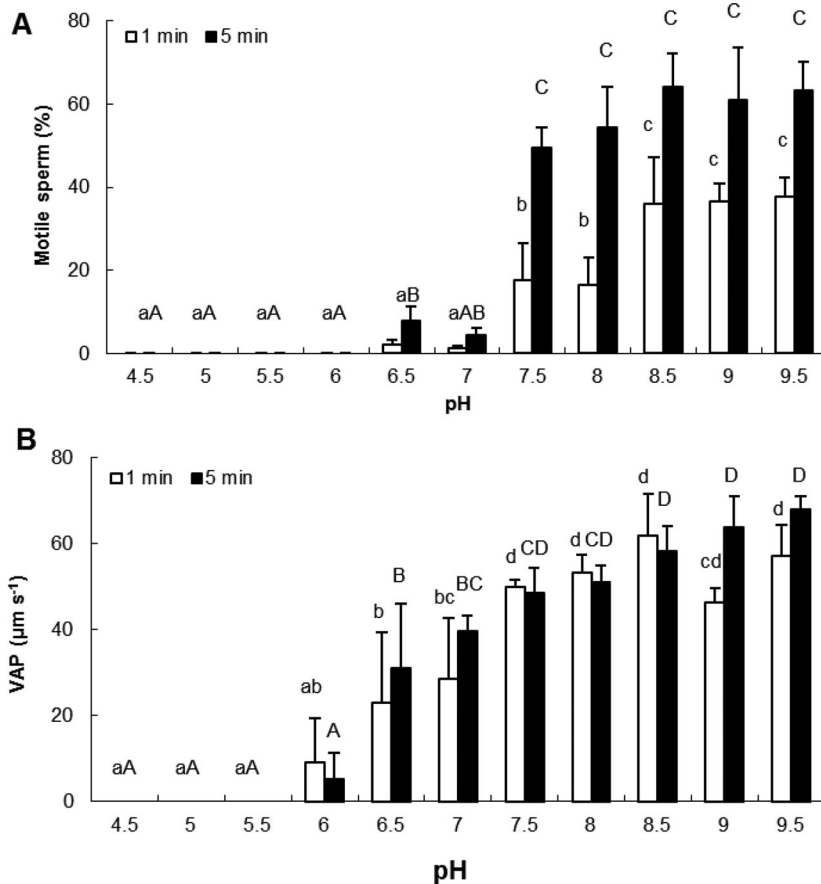 A
80
1 min 5 min
C
C
C
C
C
60
Motile sperm (%)
c
c
c
40
b
b
20
aA aA aA aA aB aAB
0
4.5 5 5.5 6 6.5 7 7.5 8 8.5 9 9.5
pH
B
80
1 min 5 min
d D D D
d
60
d CD d CD
cd
VAP (µm s-1)
B
b bc BC
40
20
ab
A
aA aA aA
0
4.5 5 5.5 6 6.5 7 7.5 8 8.5 9 9.5
pH